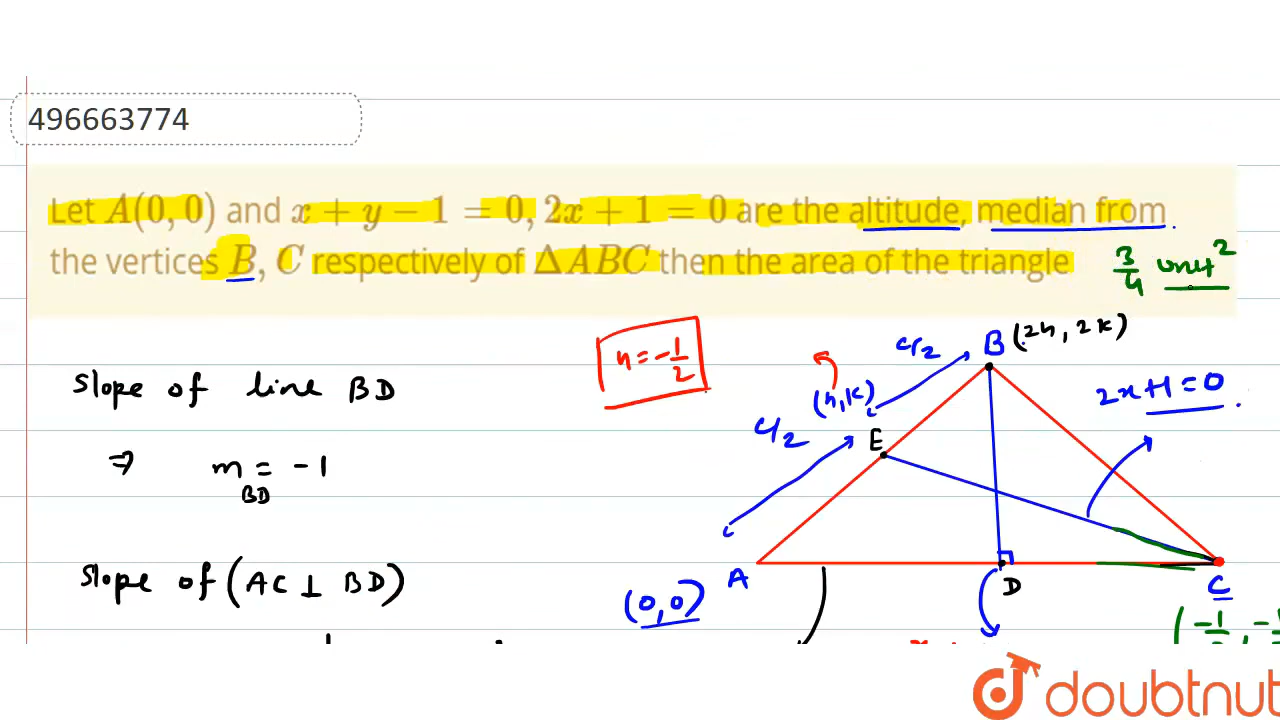 496663774
Let A(0, 0) and x + y − 1 = 0, 2x + 1 = 0 are the altitude, median from
the vertices B, C respectively of ΔABC then the area of the triangle
3/4 unit²
h = -1/2
B (2h, 2k)
c/2
(h, k)
2x+1=0
Slope of line BD
c/2
E
⇒ m_BD = -1
Slope of (AC ⊥ BD)
A
D
C
(0,0)
doubtnut